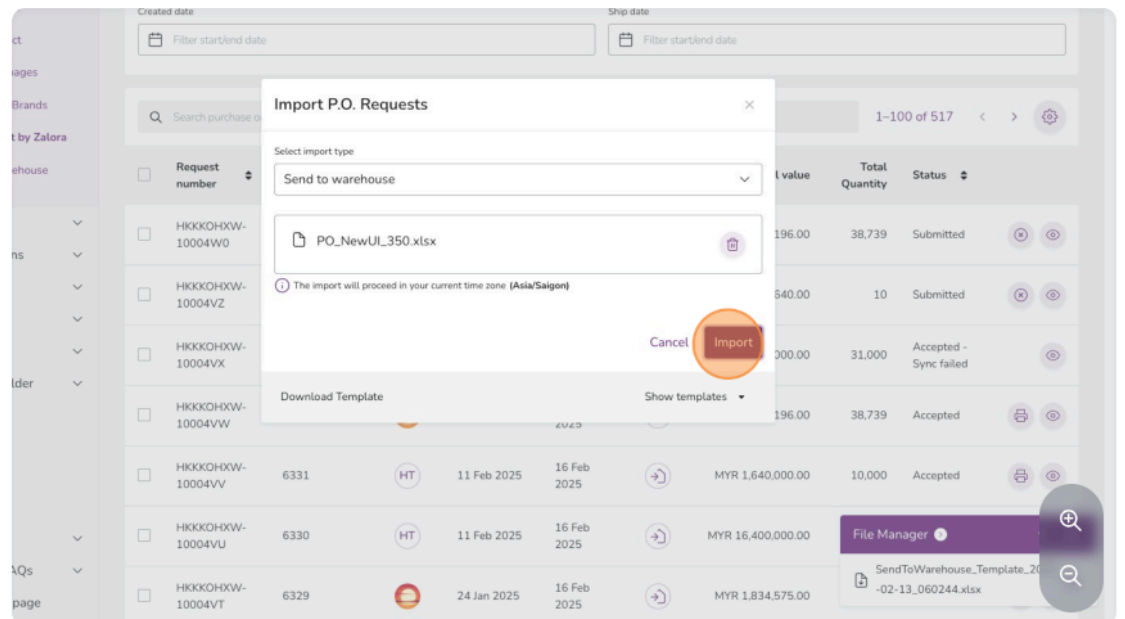 Created date
Ship date
Filter start/end date
Filter start/end date
ct
ages
Brands
t by Zalora
ehouse
ns
lder
AQs
page
Search purchase o
1–100 of 517
Import P.O. Requests
Select import type
Send to warehouse
PO_NewUI_350.xlsx
The import will proceed in your current time zone (Asia/Saigon)
Cancel
Import
Download Template
Show templates
Request number
l value
Total Quantity
Status
HKKKOHXW-10004W0
196.00
38,739
Submitted
HKKKOHXW-10004VZ
640.00
10
Submitted
HKKKOHXW-10004VX
000.00
31,000
Accepted - Sync failed
HKKKOHXW-10004VW
2025
196.00
38,739
Accepted
HKKKOHXW-10004VV
6331
HT
11 Feb 2025
16 Feb 2025
MYR 1,640,000.00
10,000
Accepted
HKKKOHXW-10004VU
6330
HT
11 Feb 2025
16 Feb 2025
MYR 16,400,000.00
HKKKOHXW-10004VT
6329
24 Jan 2025
16 Feb 2025
MYR 1,834,575.00
File Manager
SendToWarehouse_Template_20
-02-13_060244.xlsx